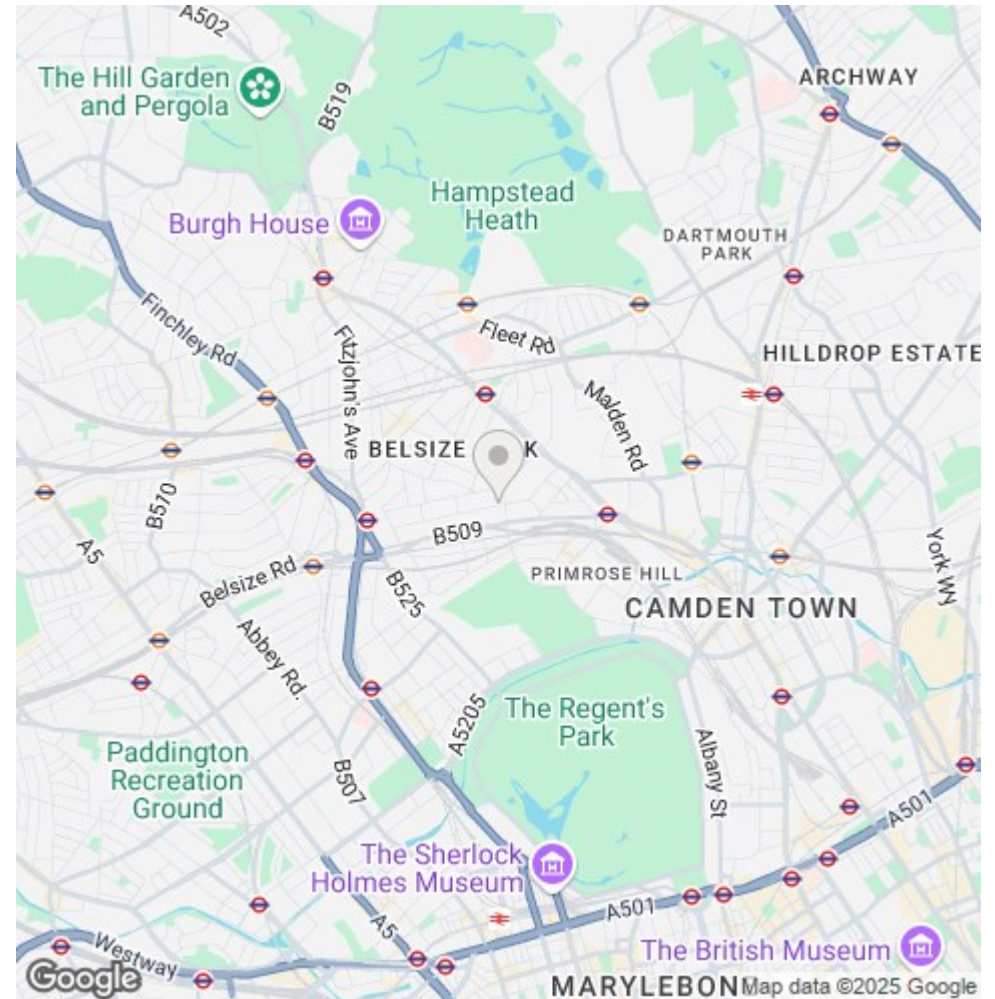 A502
The Hill Garden
and Pergola
B519
ARCHWAY
Hampstead
Heath
Burgh House
DARTMOUTH
PARK
Finchley Rd
Fitzjohn's Ave
Fleet Rd
HILLDROP ESTATE
Malden Rd
BELSIZE K
B570
A5
B509
York Wy
Belsize Rd
B525
PRIMROSE HILL
CAMDEN TOWN
Abbey Rd.
A5205
The Regent's
Park
Albany St
Paddington
Recreation
Ground
B507
A501
The Sherlock
Holmes Museum
A5
A501
Westway
The British Museum
Google
MARYLEBON
Map data ©2025 Google